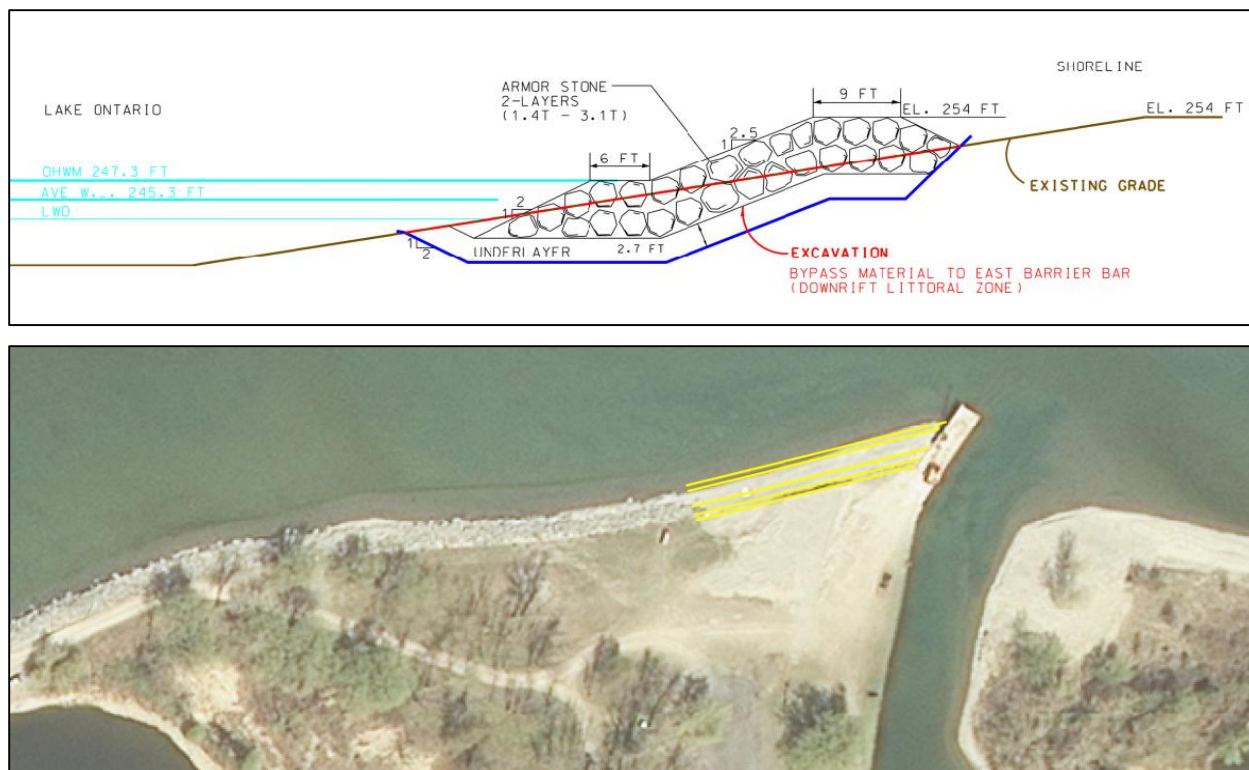 SHORELINE
LAKE ONTARIO
ARMOR STONE
2-LAYERS
(1.4T - 3.1T)
9 FT
EL. 254 FT
EL. 254 FT
2.5
1
6 FT
OHWM 247.3 FT
AVE W._. 245.3 FT
LWD
2
1
EXISTING GRADE
1
2
UNDERLAYER
2.7 FT
EXCAVATION
BYPASS MATERIAL TO EAST BARRIER BAR
(DOWNRIFT LITTORAL ZONE)